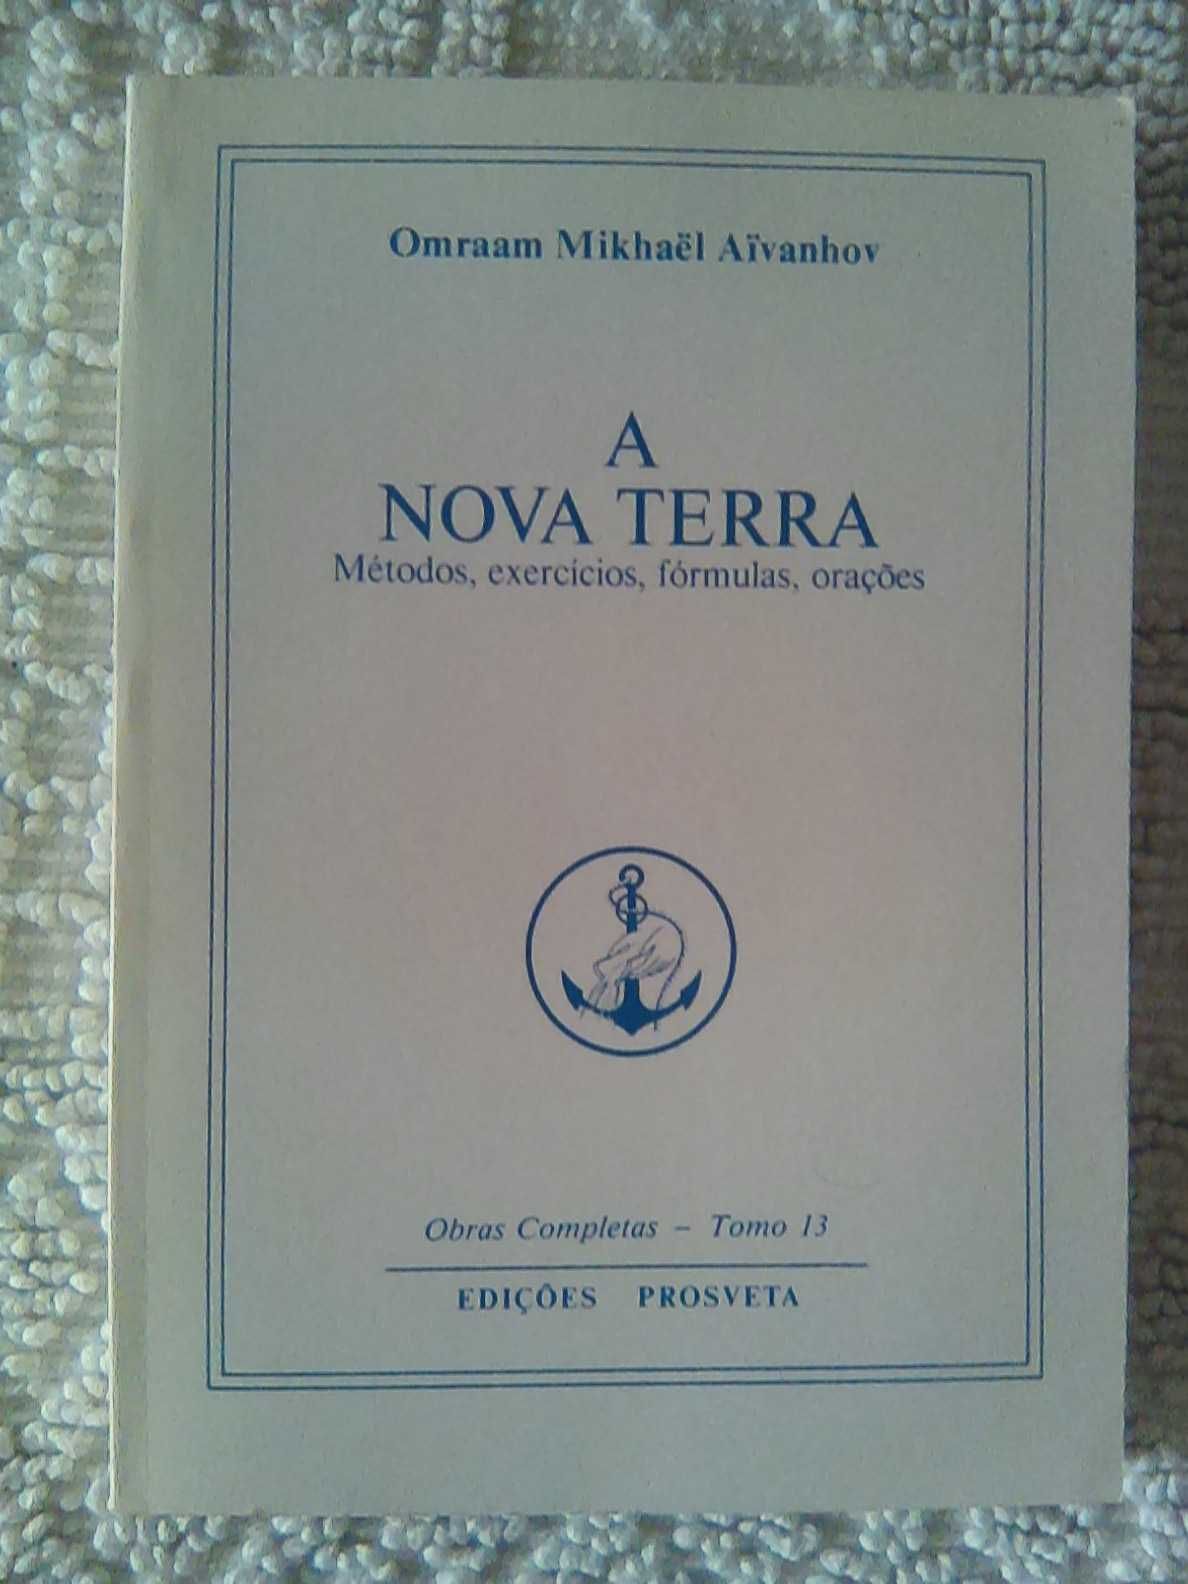 Omraam Mikhaël Aïvanhov
A
NOVA TERRA
Métodos, exercícios, fórmulas, orações
Obras Completas – Tomo 13
EDIÇÕES PROSVETA